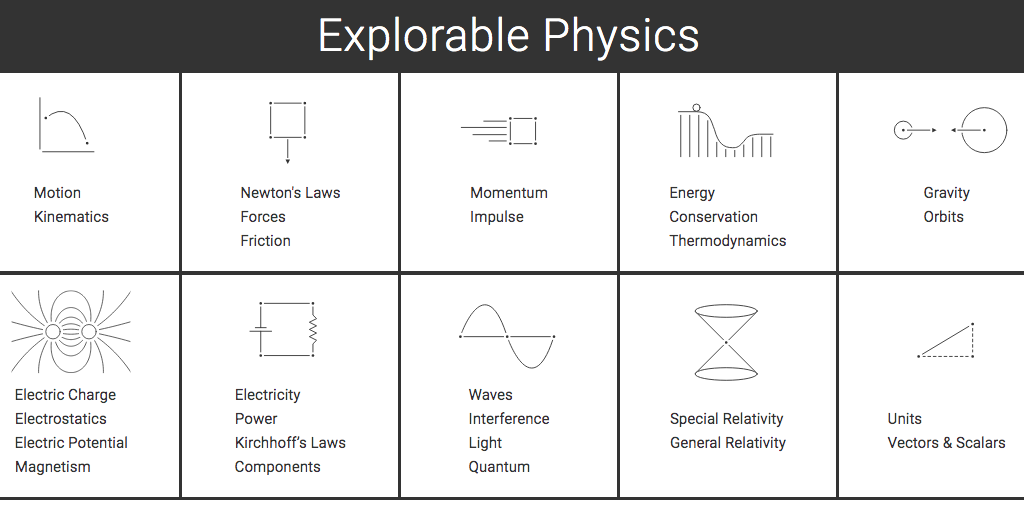 Explorable Physics
Motion
Kinematics
Newton's Laws
Forces
Friction
Momentum
Impulse
Energy
Conservation
Thermodynamics
Gravity
Orbits
Electric Charge
Electrostatics
Electric Potential
Magnetism
Electricity
Power
Kirchhoff’s Laws
Components
Waves
Interference
Light
Quantum
Special Relativity
General Relativity
Units
Vectors & Scalars